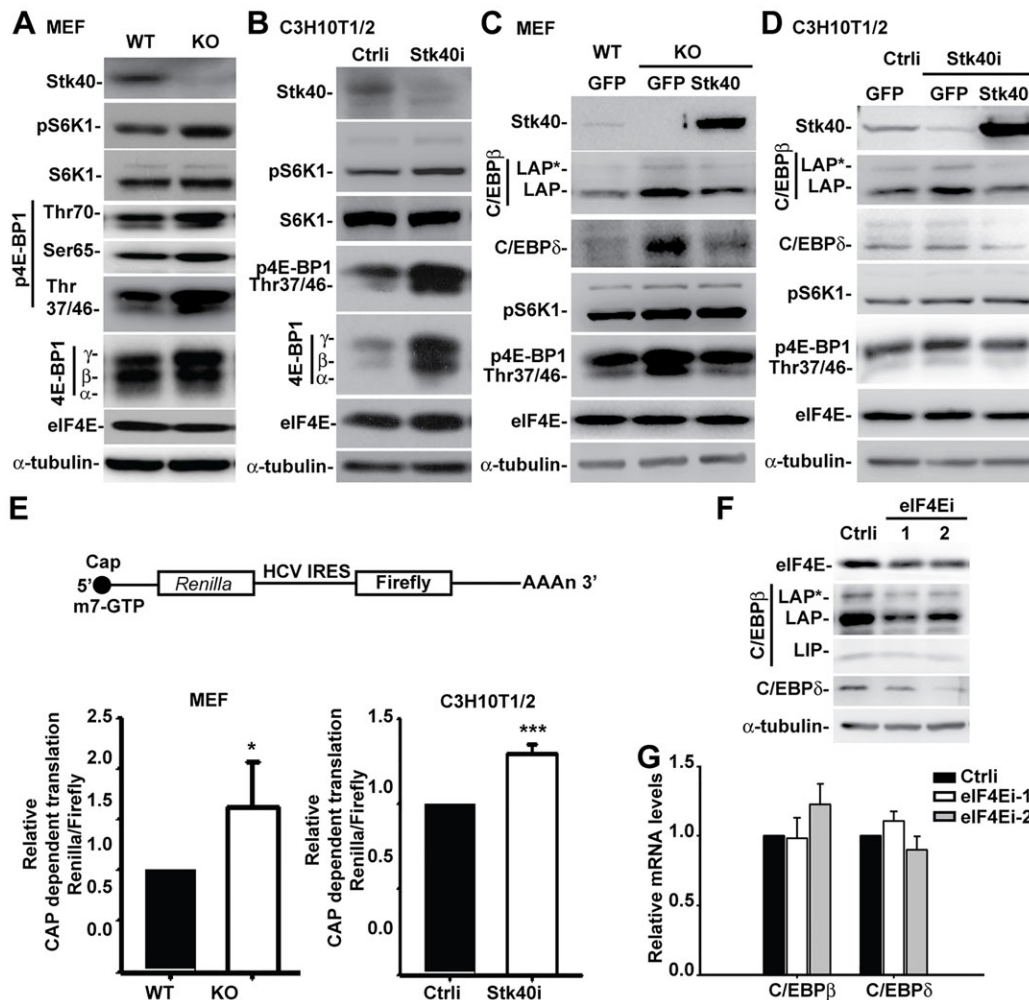 A MEF
WT KO
Stk40-
pS6K1-
S6K1-
p4E-BP1
Thr70-
Ser65-
Thr
37/46-
4E-BP1
γ-
β-
α-
eIF4E-
α-tubulin-
B C3H10T1/2
Ctrli Stk40i
Stk40-
pS6K1-
S6K1-
p4E-BP1
Thr37/46-
4E-BP1
γ-
β-
α-
eIF4E-
α-tubulin-
C MEF
WT KO
GFP GFP Stk40
Stk40-
C/EBPβ
LAP*-
LAP-
C/EBPδ-
pS6K1-
p4E-BP1
Thr37/46-
eIF4E-
α-tubulin-
D C3H10T1/2
Ctrli Stk40i
GFP GFP Stk40
Stk40-
C/EBPβ
LAP*-
LAP-
C/EBPδ-
pS6K1-
p4E-BP1
Thr37/46-
eIF4E-
α-tubulin-
E
Cap
5' Renilla HCV IRES Firefly AAAn 3'
m7-GTP
MEF
Relative
CAP dependent translation
Renilla/Firefly
2.5
2.0
1.5
1.0
0.5
0.0
*
WT KO
C3H10T1/2
Relative
CAP dependent translation
Renilla/Firefly
1.5
1.0
0.5
0.0
***
Ctrli Stk40i
F
eIF4Ei
Ctrli 1 2
eIF4E-
C/EBPβ
LAP*-
LAP-
LIP-
C/EBPδ-
α-tubulin-
G
Relative mRNA levels
1.5
1.0
0.5
0.0
Ctrli
eIF4Ei-1
eIF4Ei-2
C/EBPβ C/EBPδ